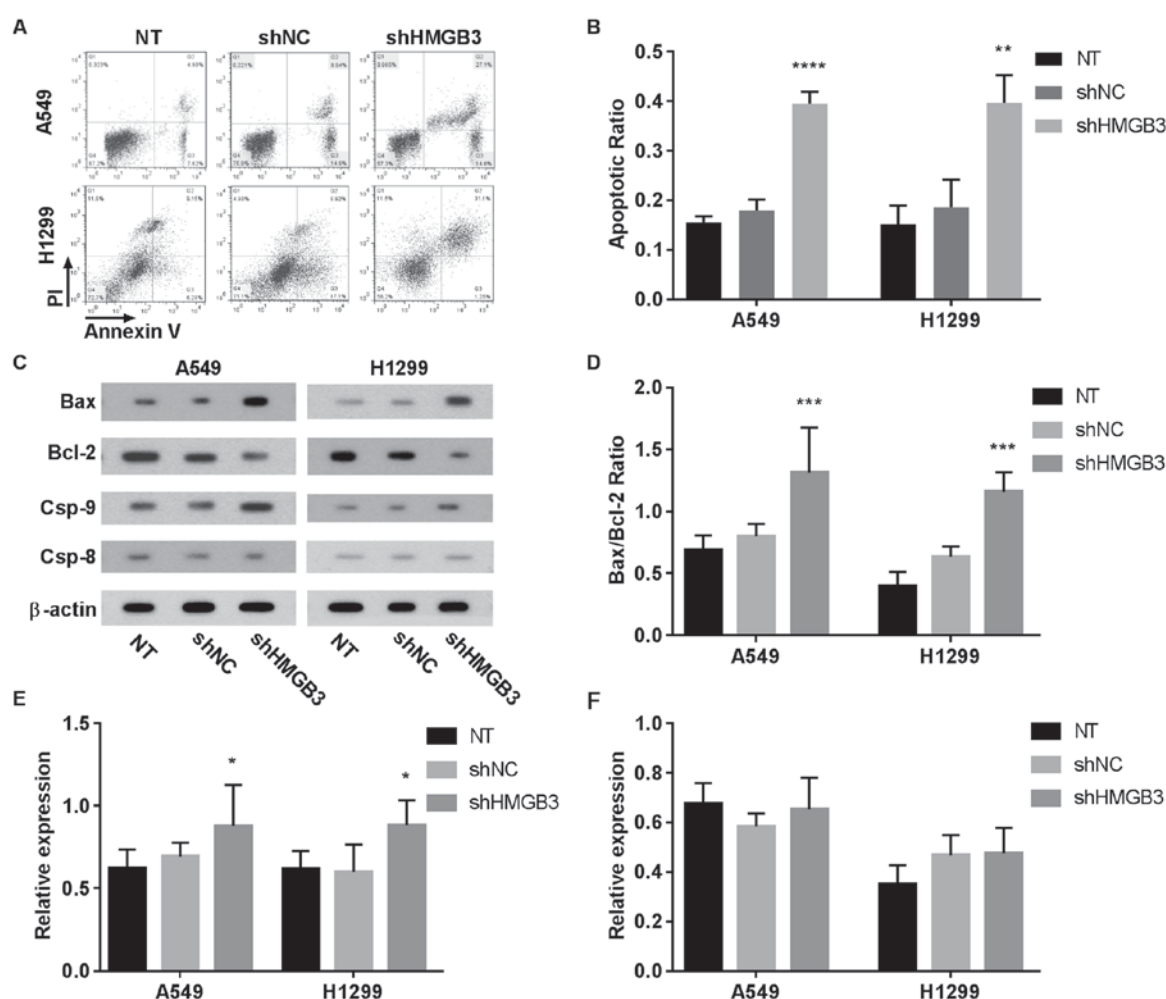 A
NT shNC shHMGB3
A549
H1299
PI
Annexin V
B
Apoptotic Ratio
0.5
0.4
0.3
0.2
0.1
0.0
**** **
A549 H1299
NT
shNC
shHMGB3
C
A549 H1299
Bax
Bcl-2
Csp-9
Csp-8
β-actin
NT shNC shHMGB3 NT shNC shHMGB3
D
Bax/Bcl-2 Ratio
2.0
1.5
1.0
0.5
0.0
*** ***
A549 H1299
NT
shNC
shHMGB3
E
Relative expression
1.5
1.0
0.5
0.0
* *
A549 H1299
NT
shNC
shHMGB3
F
Relative expression
1.0
0.8
0.6
0.4
0.2
0.0
A549 H1299
NT
shNC
shHMGB3